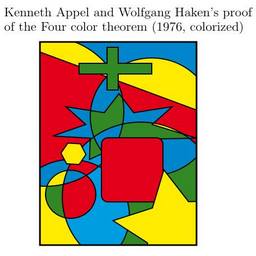 Kenneth Appel and Wolfgang Haken's proof
of the Four color theorem (1976, colorized)